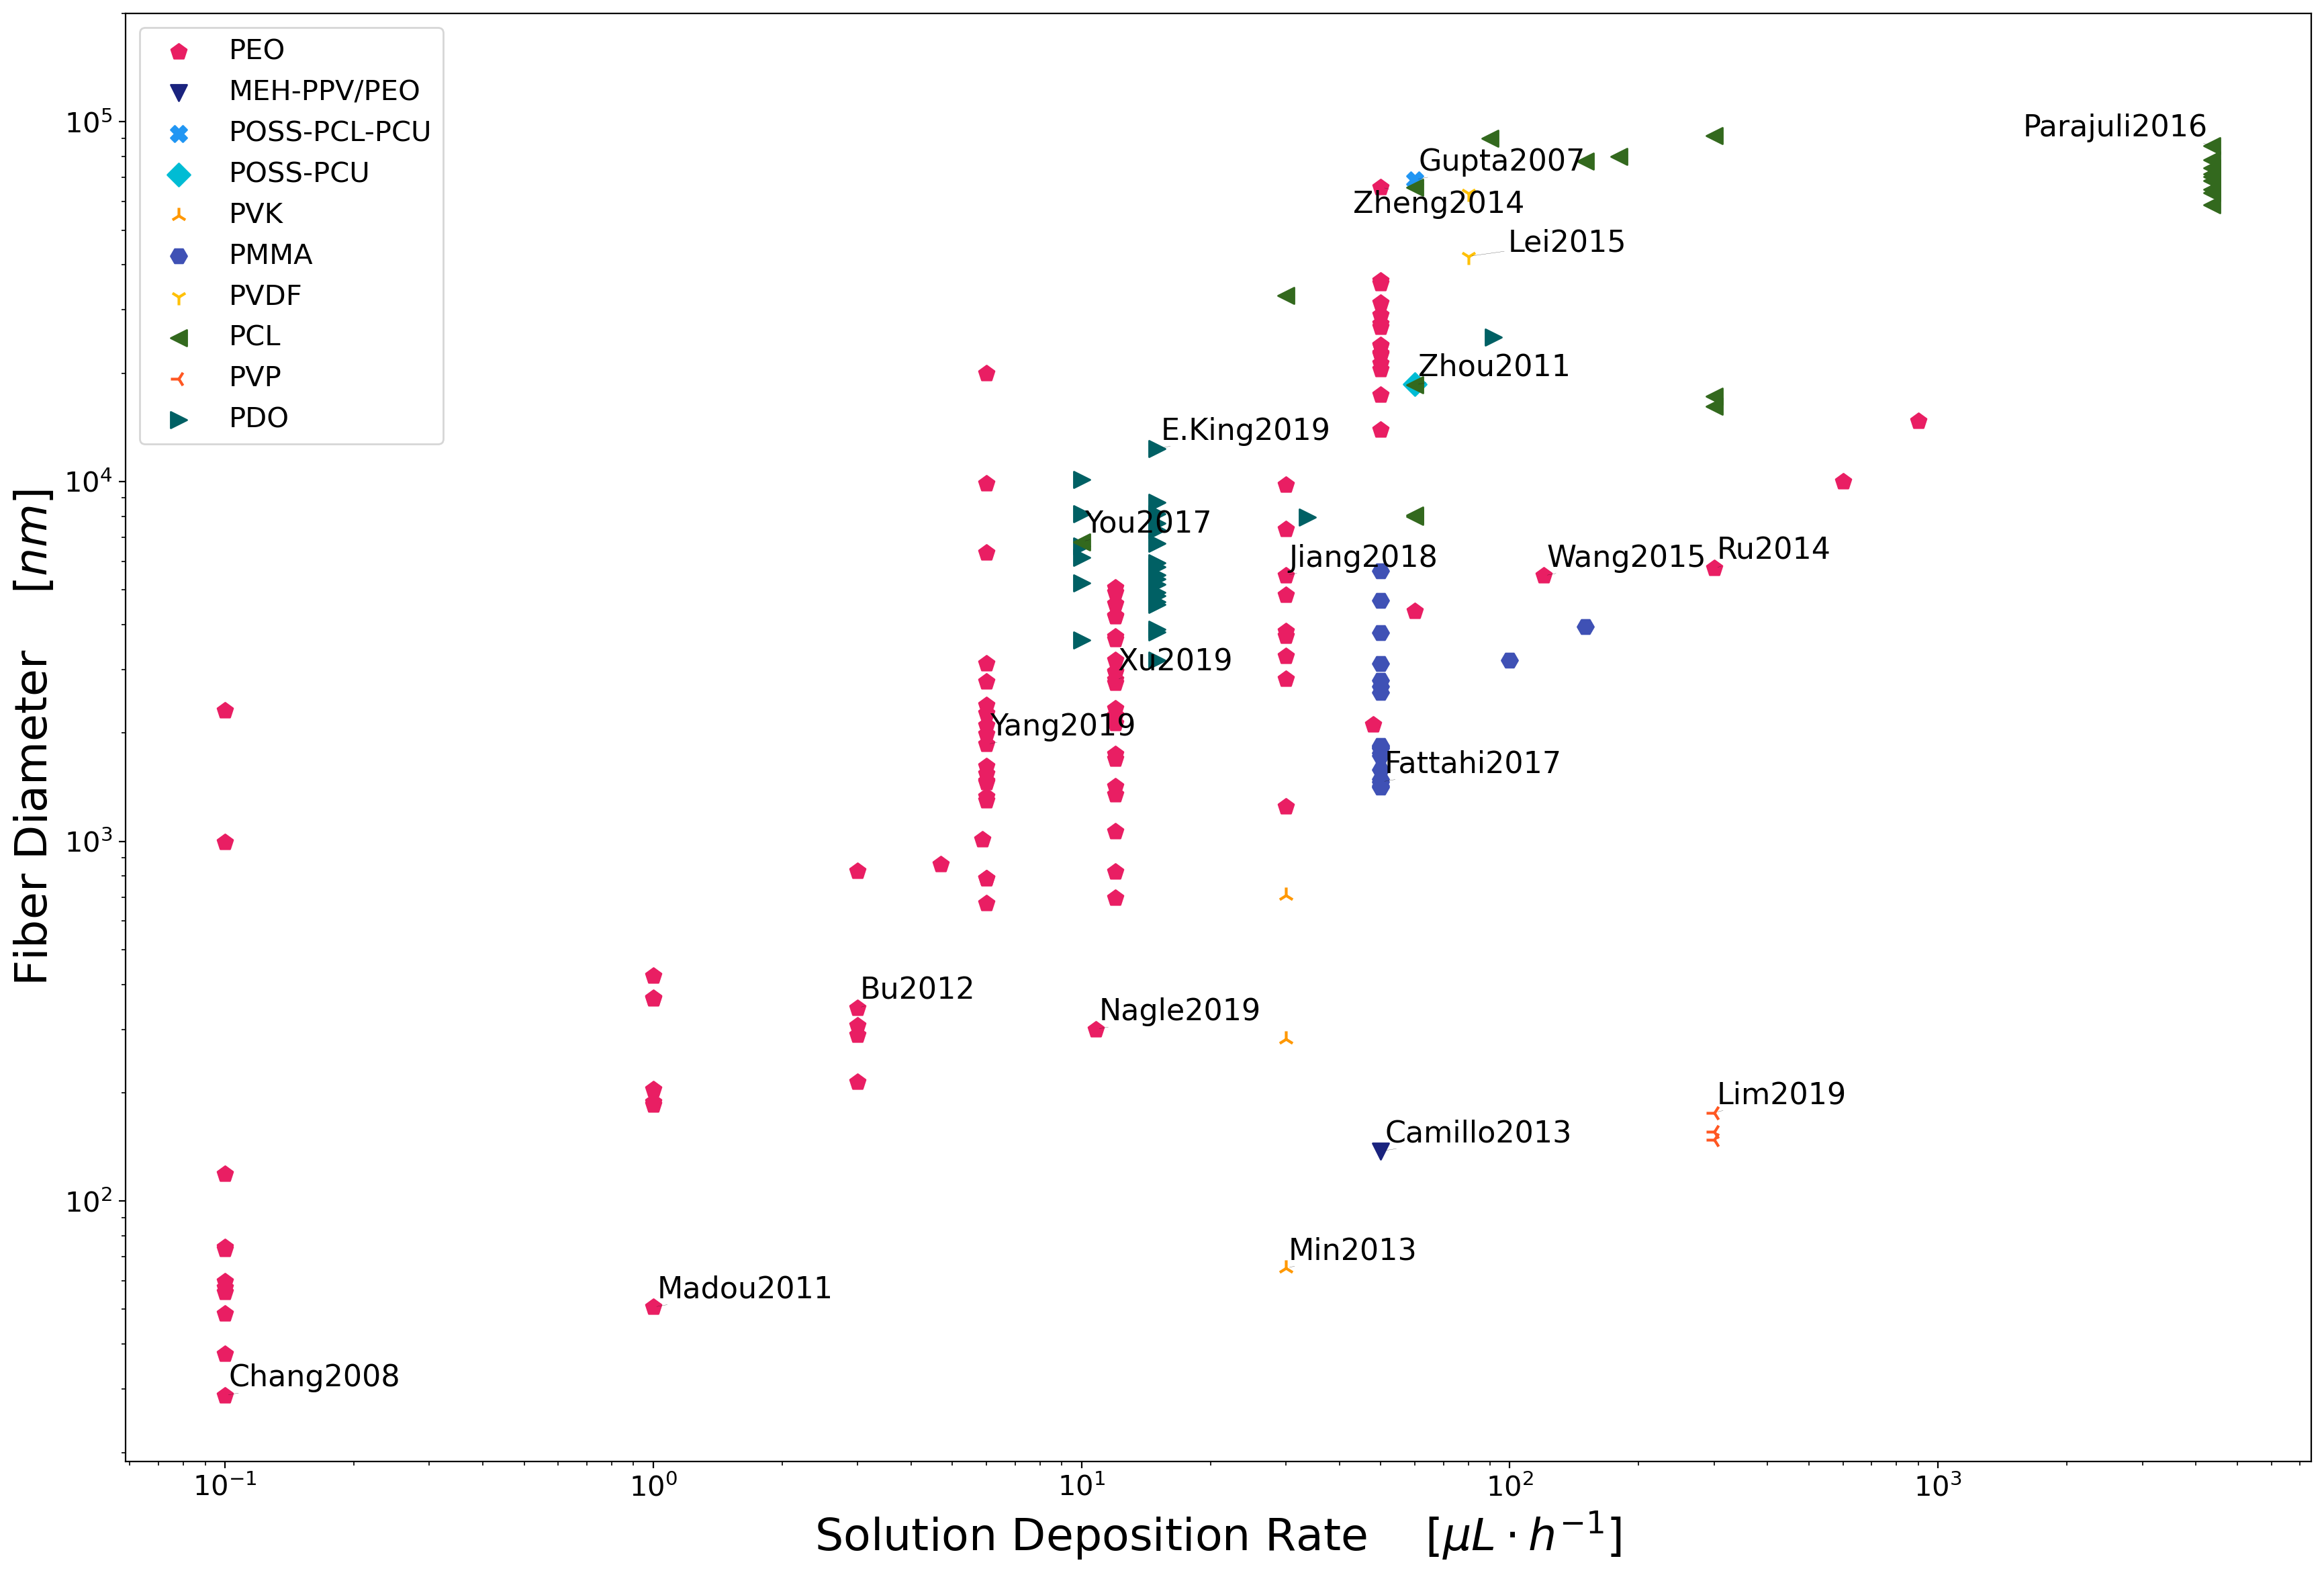 PEO
MEH-PPV/PEO
POSS-PCL-PCU
POSS-PCU
PVK
PMMA
PVDF
PCL
PVP
PDO
Parajuli2016
Gupta2007
Zheng2014
Lei2015
Zhou2011
E.King2019
You2017
Jiang2018
Wang2015
Ru2014
Xu2019
Yang2019
Fattahi2017
Bu2012
Nagle2019
Lim2019
Camillo2013
Min2013
Madou2011
Chang2008
10⁵
10⁴
10³
10²
Fiber Diameter [nm]
10⁻¹
10⁰
10¹
10²
10³
Solution Deposition Rate [μL · h⁻¹]